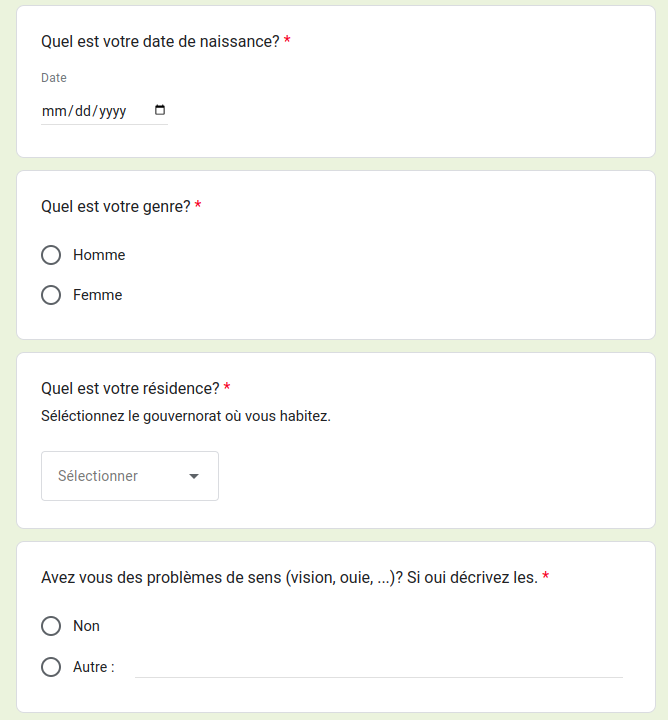 Quel est votre date de naissance? *
Date
mm/dd/yyyy
Quel est votre genre? *
Homme
Femme
Quel est votre résidence? *
Séléctionnez le gouvernorat où vous habitez.
Sélectionner
Avez vous des problèmes de sens (vision, ouie, ...)? Si oui décrivez les. *
Non
Autre :